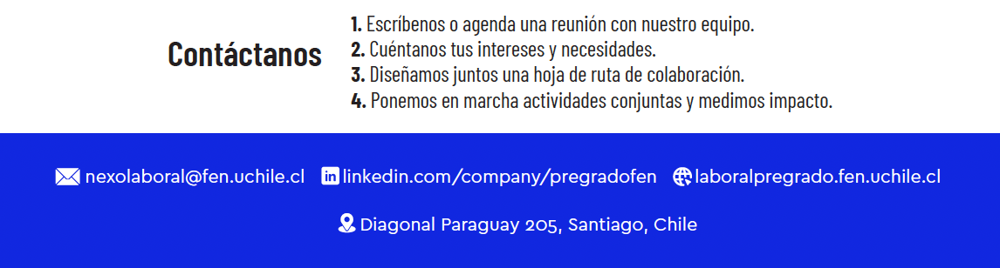 Contáctanos
1. Escríbenos o agenda una reunión con nuestro equipo.
2. Cuéntanos tus intereses y necesidades.
3. Diseñamos juntos una hoja de ruta de colaboración.
4. Ponemos en marcha actividades conjuntas y medimos impacto.
nexolaboral@fen.uchile.cl linkedin.com/company/pregradofen laboralpregrado.fen.uchile.cl
Diagonal Paraguay 205, Santiago, Chile